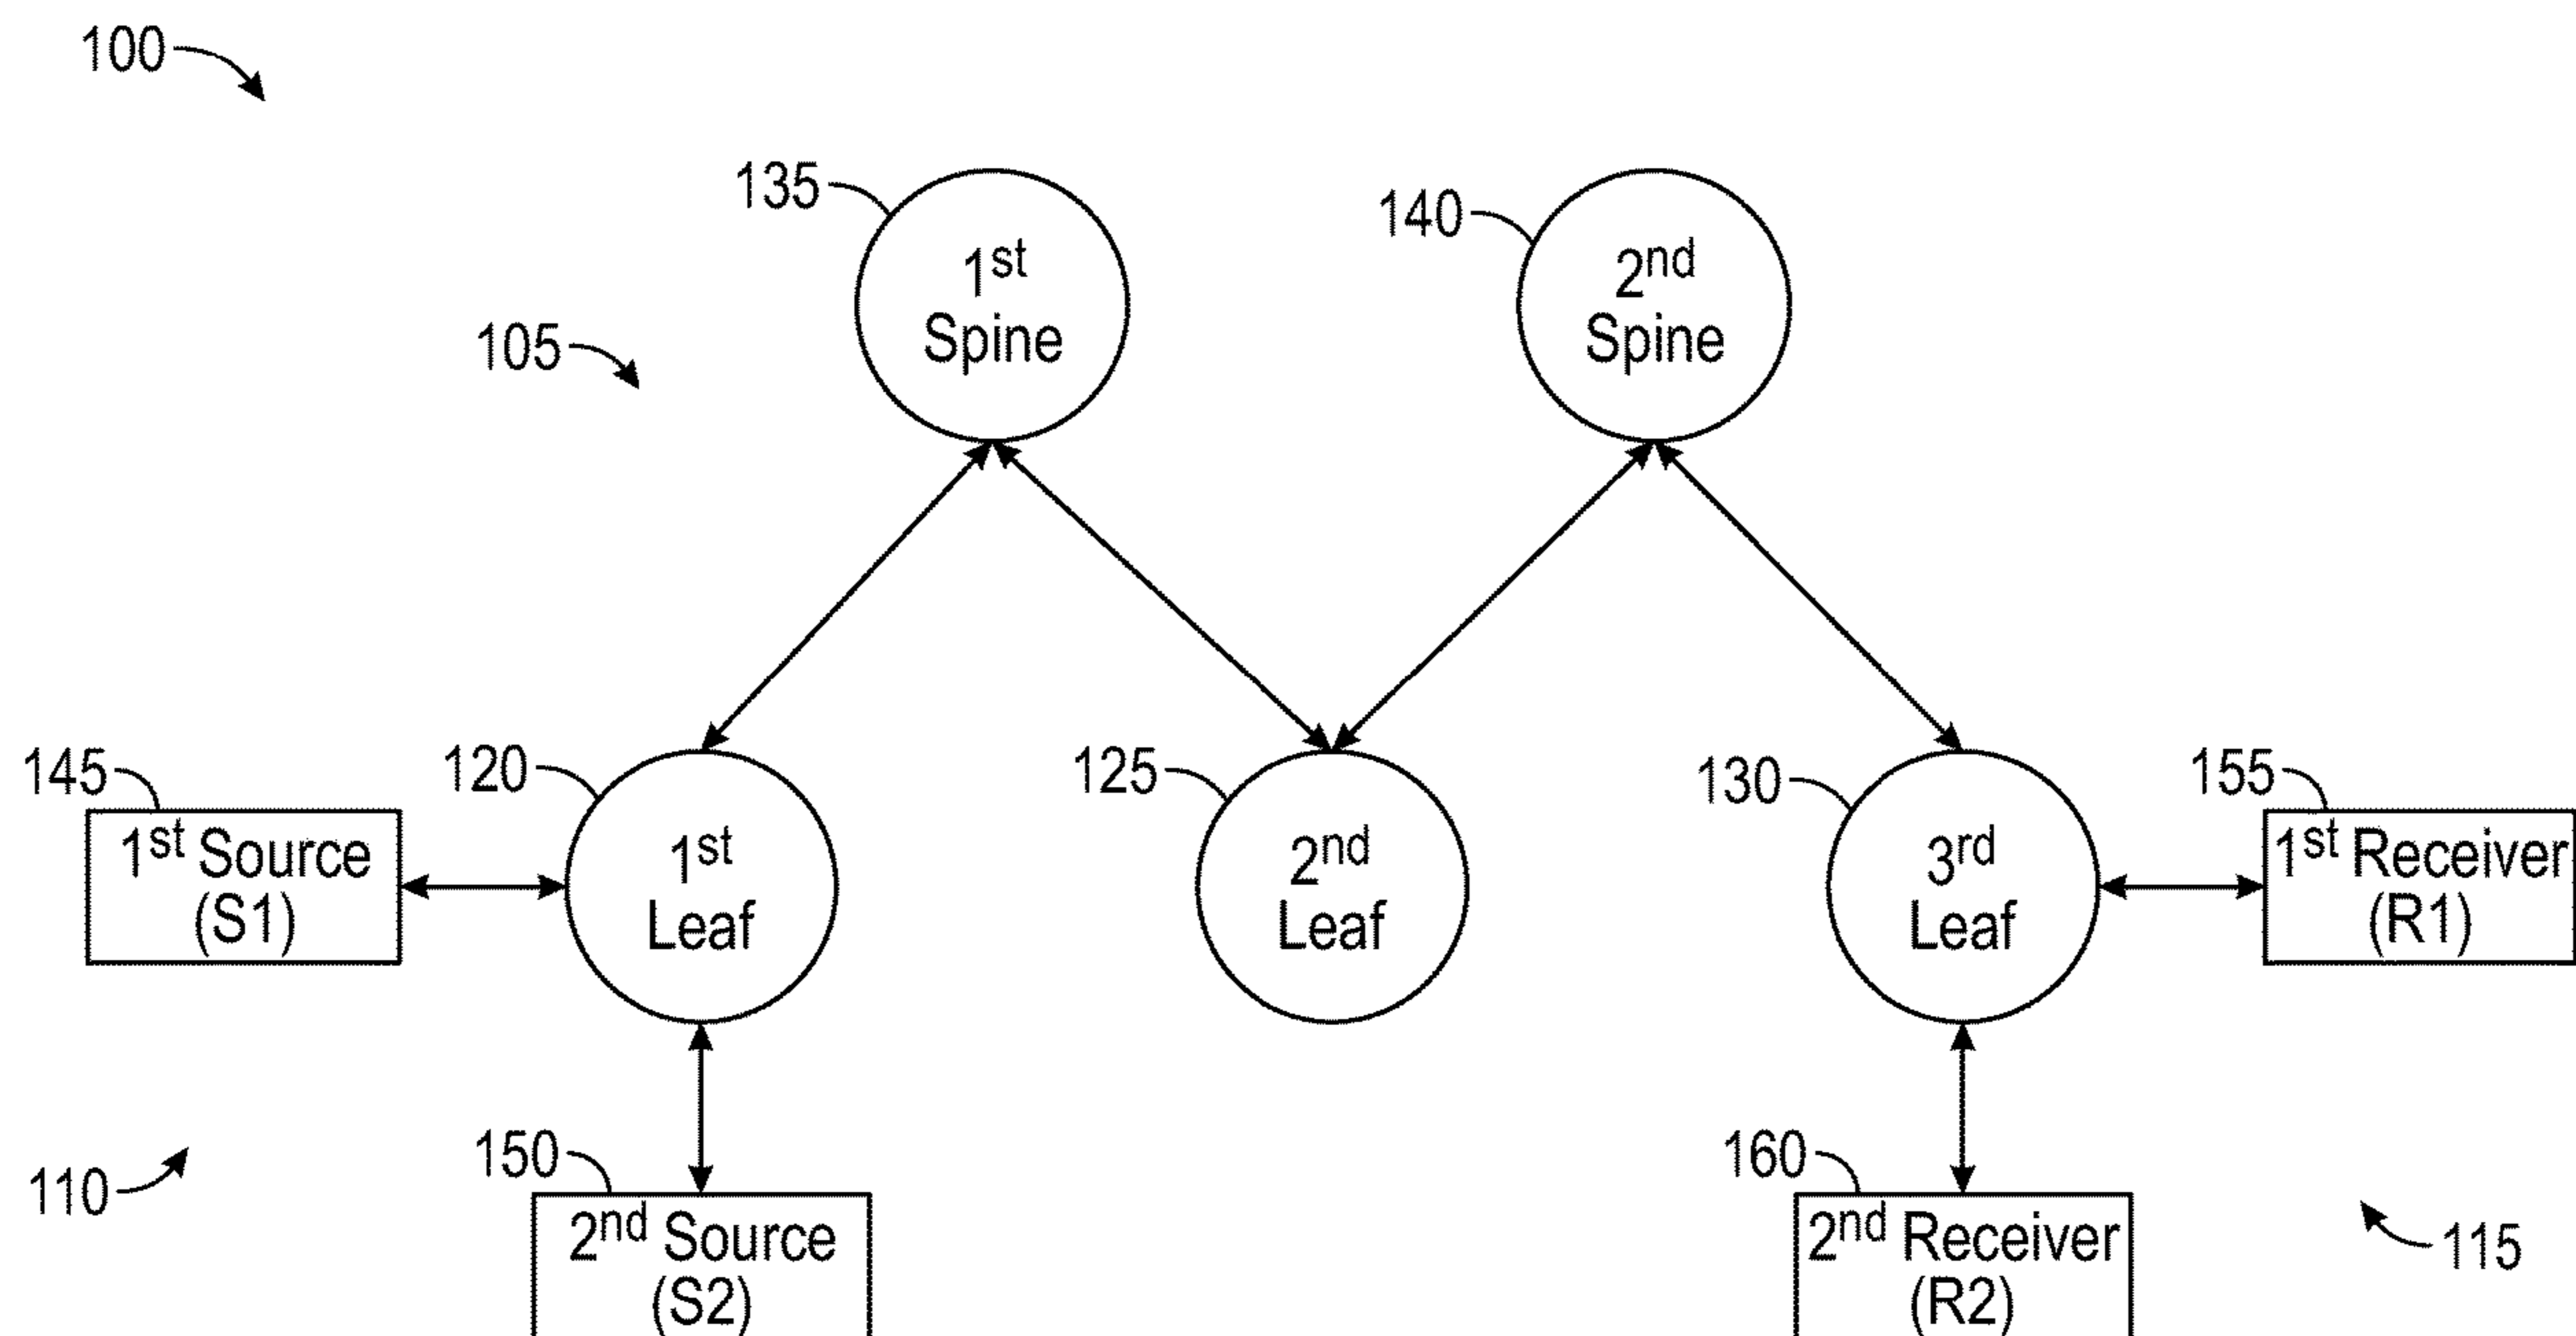 100
135
1st
Spine
140
2nd
Spine
105
145
1st Source
(S1)
120
1st
Leaf
125
2nd
Leaf
130
3rd
Leaf
155
1st Receiver
(R1)
110
150
2nd Source
(S2)
160
2nd Receiver
(R2)
115